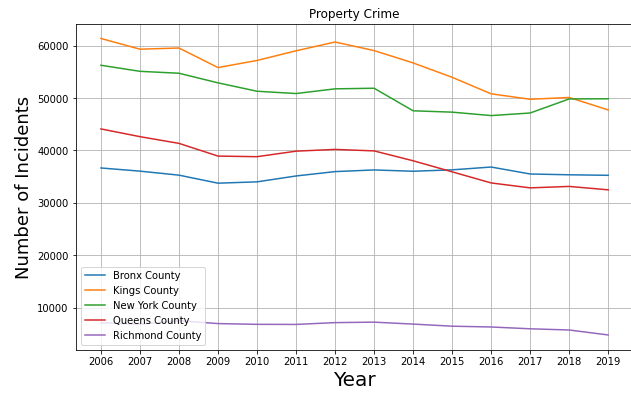 Property Crime
Number of Incidents
60000
50000
40000
30000
20000
10000
Bronx County
Kings County
New York County
Queens County
Richmond County
2006 2007 2008 2009 2010 2011 2012 2013 2014 2015 2016 2017 2018 2019
Year